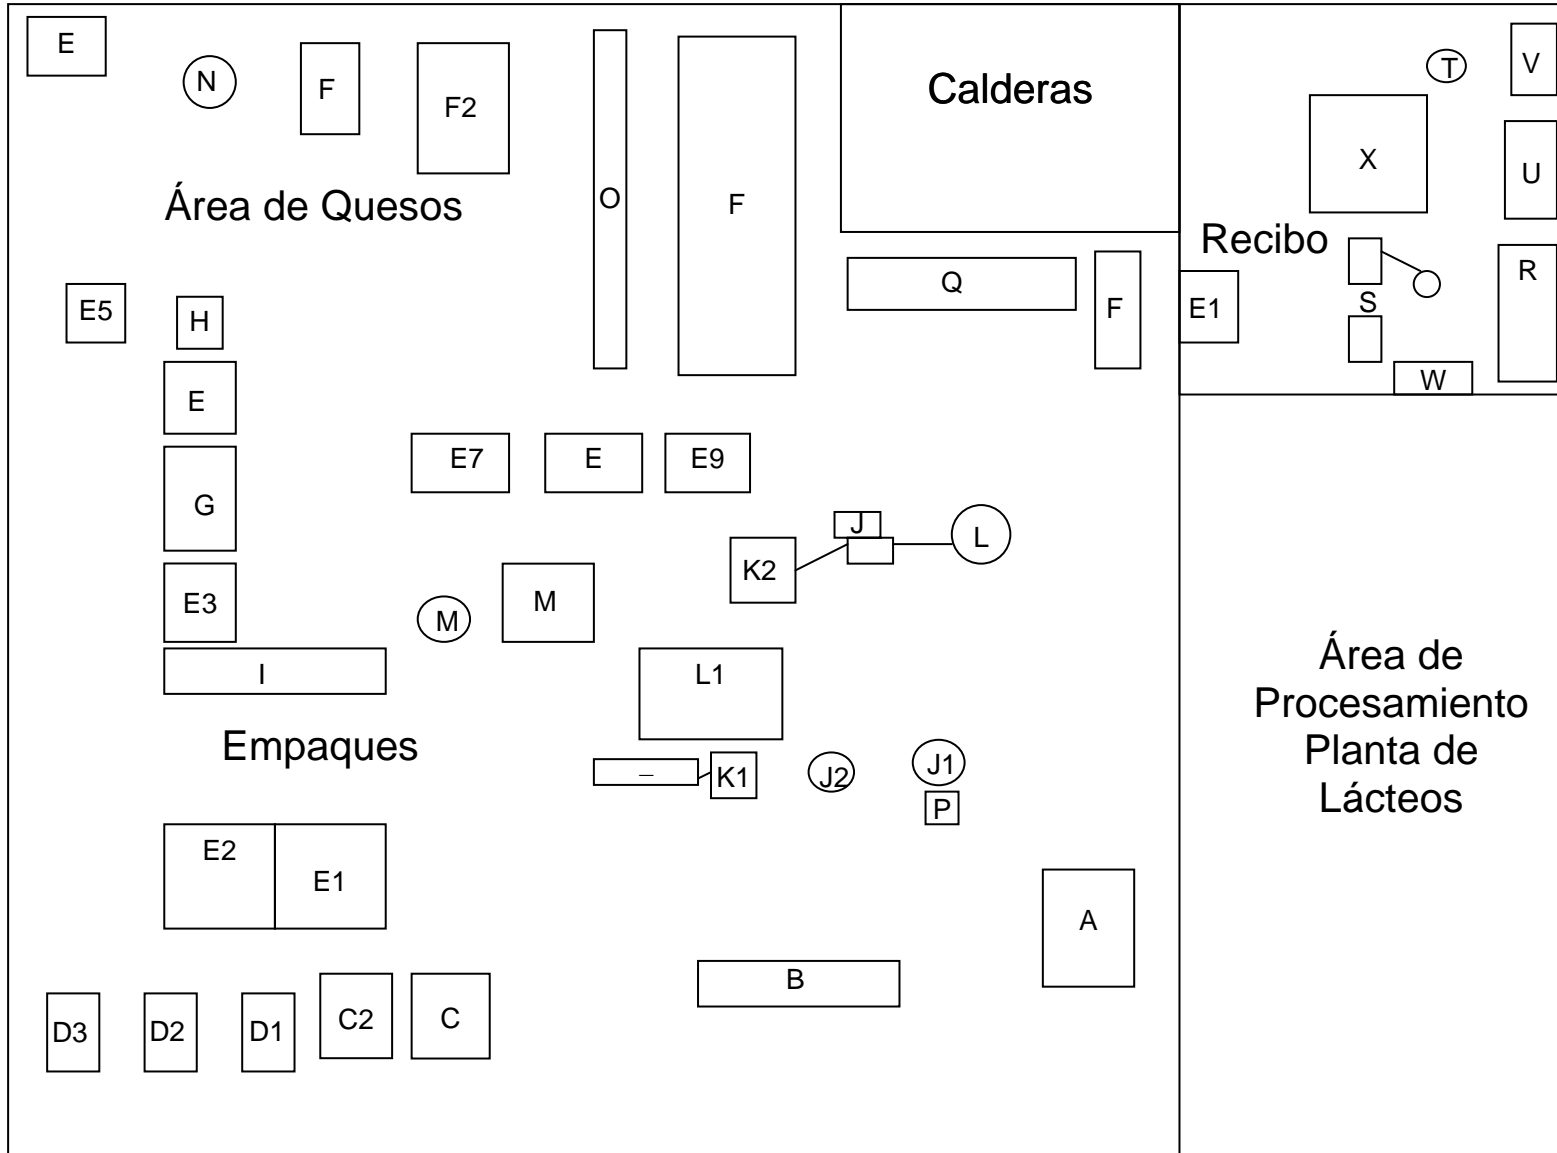 E
N
F
F2
O
F
Calderas
T
V
X
U
Área de Quesos
Recibo
E5
H
Q
F
E1
S
R
W
E
E7
E
E9
G
J
L
K2
E3
M
M
I
L1
Área de
Procesamiento
Planta de
Lácteos
Empaques
_
K1
J2
J1
P
E2
E1
A
B
D3
D2
D1
C2
C